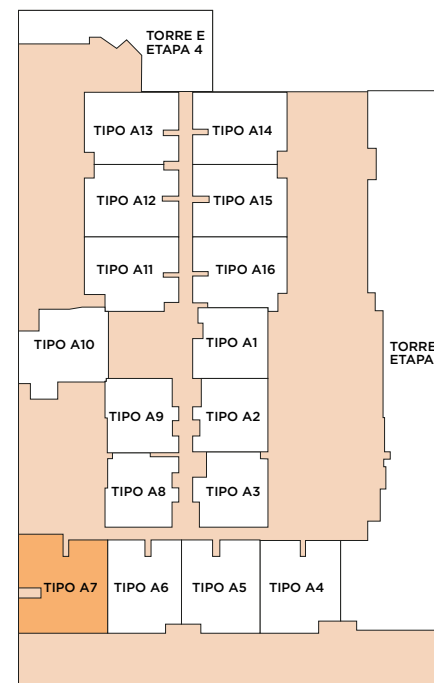 TORRE E
ETAPA 4
TIPO A13
TIPO A14
TIPO A12
TIPO A15
TIPO A11
TIPO A16
TIPO A10
TIPO A1
TORRE
ETAPA
TIPO A9
TIPO A2
TIPO A8
TIPO A3
TIPO A7
TIPO A6
TIPO A5
TIPO A4